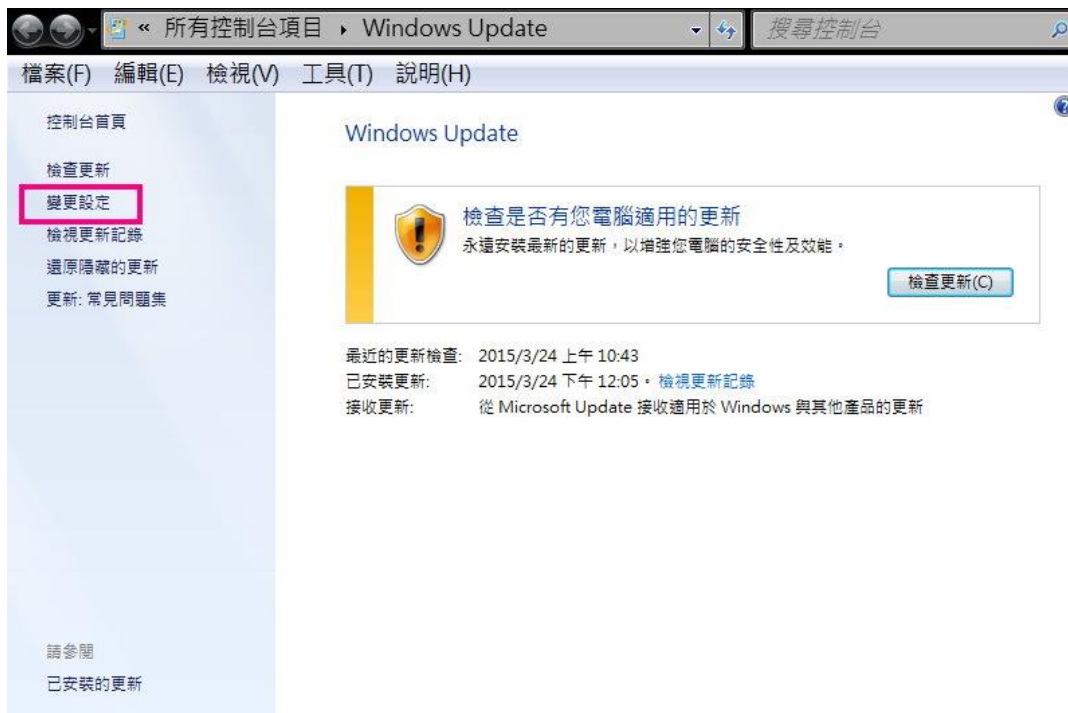 « 所有控制台項目 ▸ Windows Update 搜尋控制台
檔案(F) 編輯(E) 檢視(V) 工具(T) 說明(H)
控制台首頁
檢查更新
變更設定
檢視更新記錄
還原隱藏的更新
更新: 常見問題集
Windows Update
檢查是否有您電腦適用的更新
永遠安裝最新的更新，以增強您電腦的安全性及效能。
檢查更新(C)
最近的更新檢查: 2015/3/24 上午 10:43
已安裝更新: 2015/3/24 下午 12:05。檢視更新記錄
接收更新: 從 Microsoft Update 接收適用於 Windows 與其他產品的更新
請參閱
已安裝的更新